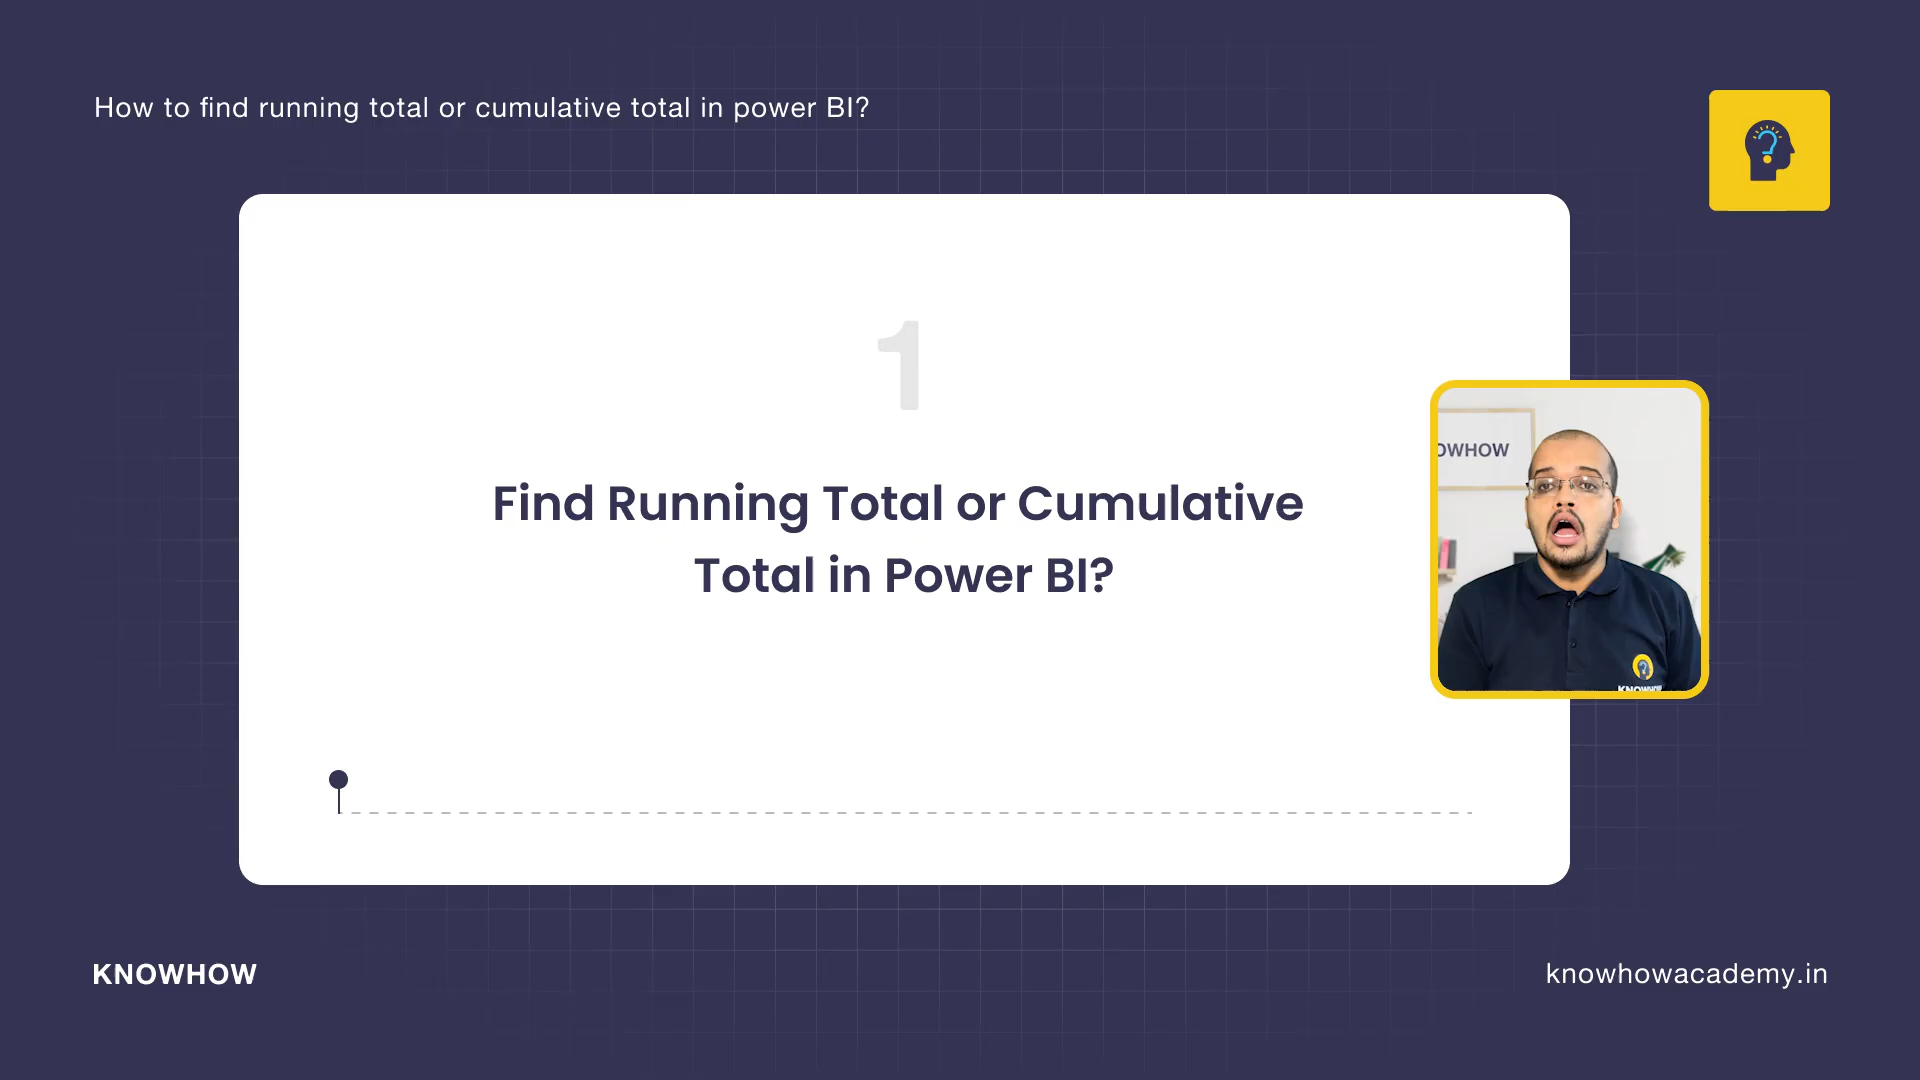 How to find running total or cumulative total in power BI?
1
Find Running Total or Cumulative
Total in Power BI?
OWHOW
KNOWHOW
KNOWHOW
knowhowacademy.in